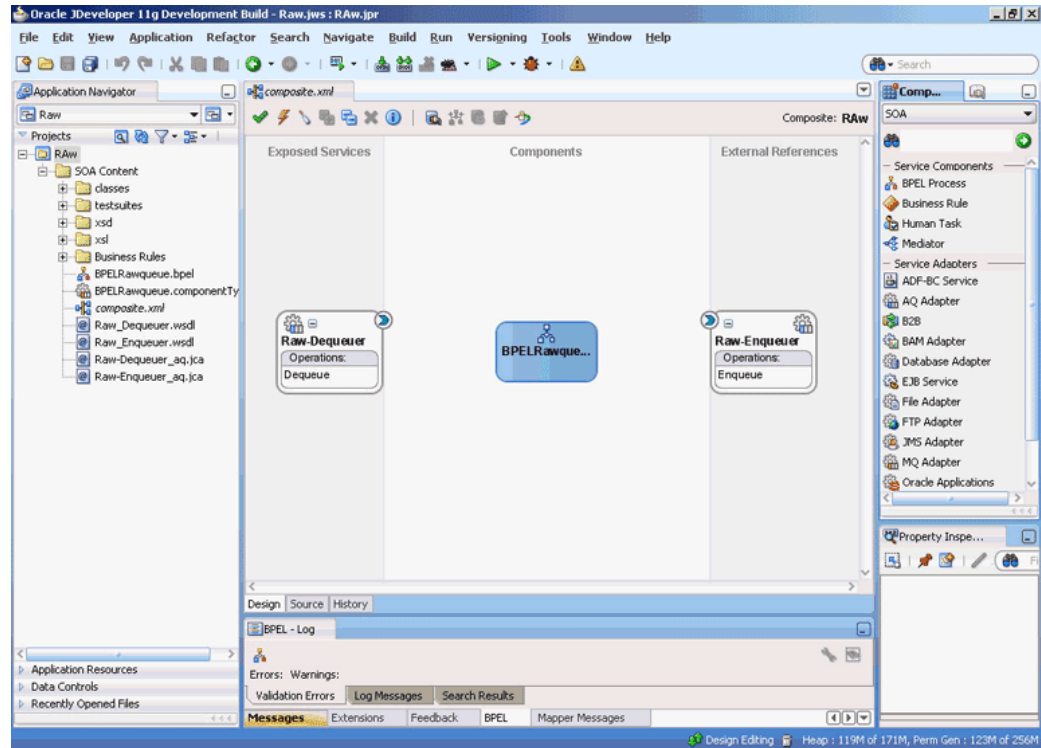 Oracle JDeveloper 11g Development Build - Raw.jws : RAw.jpr
File Edit View Application Refactor Search Navigate Build Run Versioning Tools Window Help
Search
Application Navigator
Raw
Projects
RAw
SOA Content
classes
testsuites
xsd
xsl
Business Rules
BPELRawqueue.bpel
BPELRawqueue.componentTy
composite.xml
Raw_Dequeuer.wsdl
Raw_Enqueuer.wsdl
Raw-Dequeuer_aq.jca
Raw-Enqueuer_aq.jca
Application Resources
Data Controls
Recently Opened Files
composite.xml
Composite: RAw
Exposed Services
Components
External References
Raw-Dequeuer
Operations:
Dequeue
BPELRawque...
Raw-Enqueuer
Operations:
Enqueue
Design Source History
BPEL - Log
Errors: Warnings:
Validation Errors Log Messages Search Results
Messages Extensions Feedback BPEL Mapper Messages
Comp...
SOA
Service Components
BPEL Process
Business Rule
Human Task
Mediator
Service Adapters
ADF-BC Service
AQ Adapter
B2B
BAM Adapter
Database Adapter
EJB Service
File Adapter
FTP Adapter
JMS Adapter
MQ Adapter
Oracle Applications
Property Inspe...
Fi
Design Editing Heap : 119M of 171M, Perm Gen : 123M of 256M